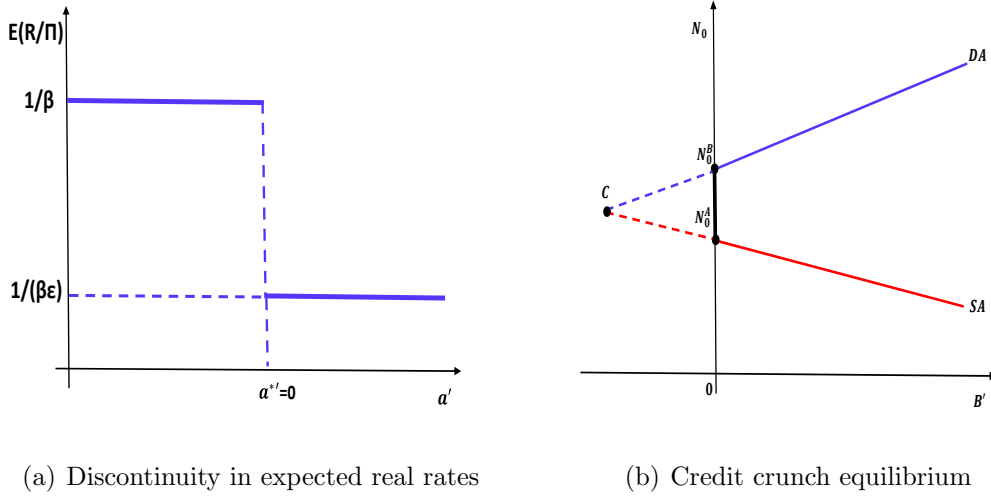 E(R/Π)
1/β
1/(βε)
a*'=0
a'
(a) Discontinuity in expected real rates
N₀
DA
N₀ᴮ
C
N₀ᴬ
SA
0
B'
(b) Credit crunch equilibrium